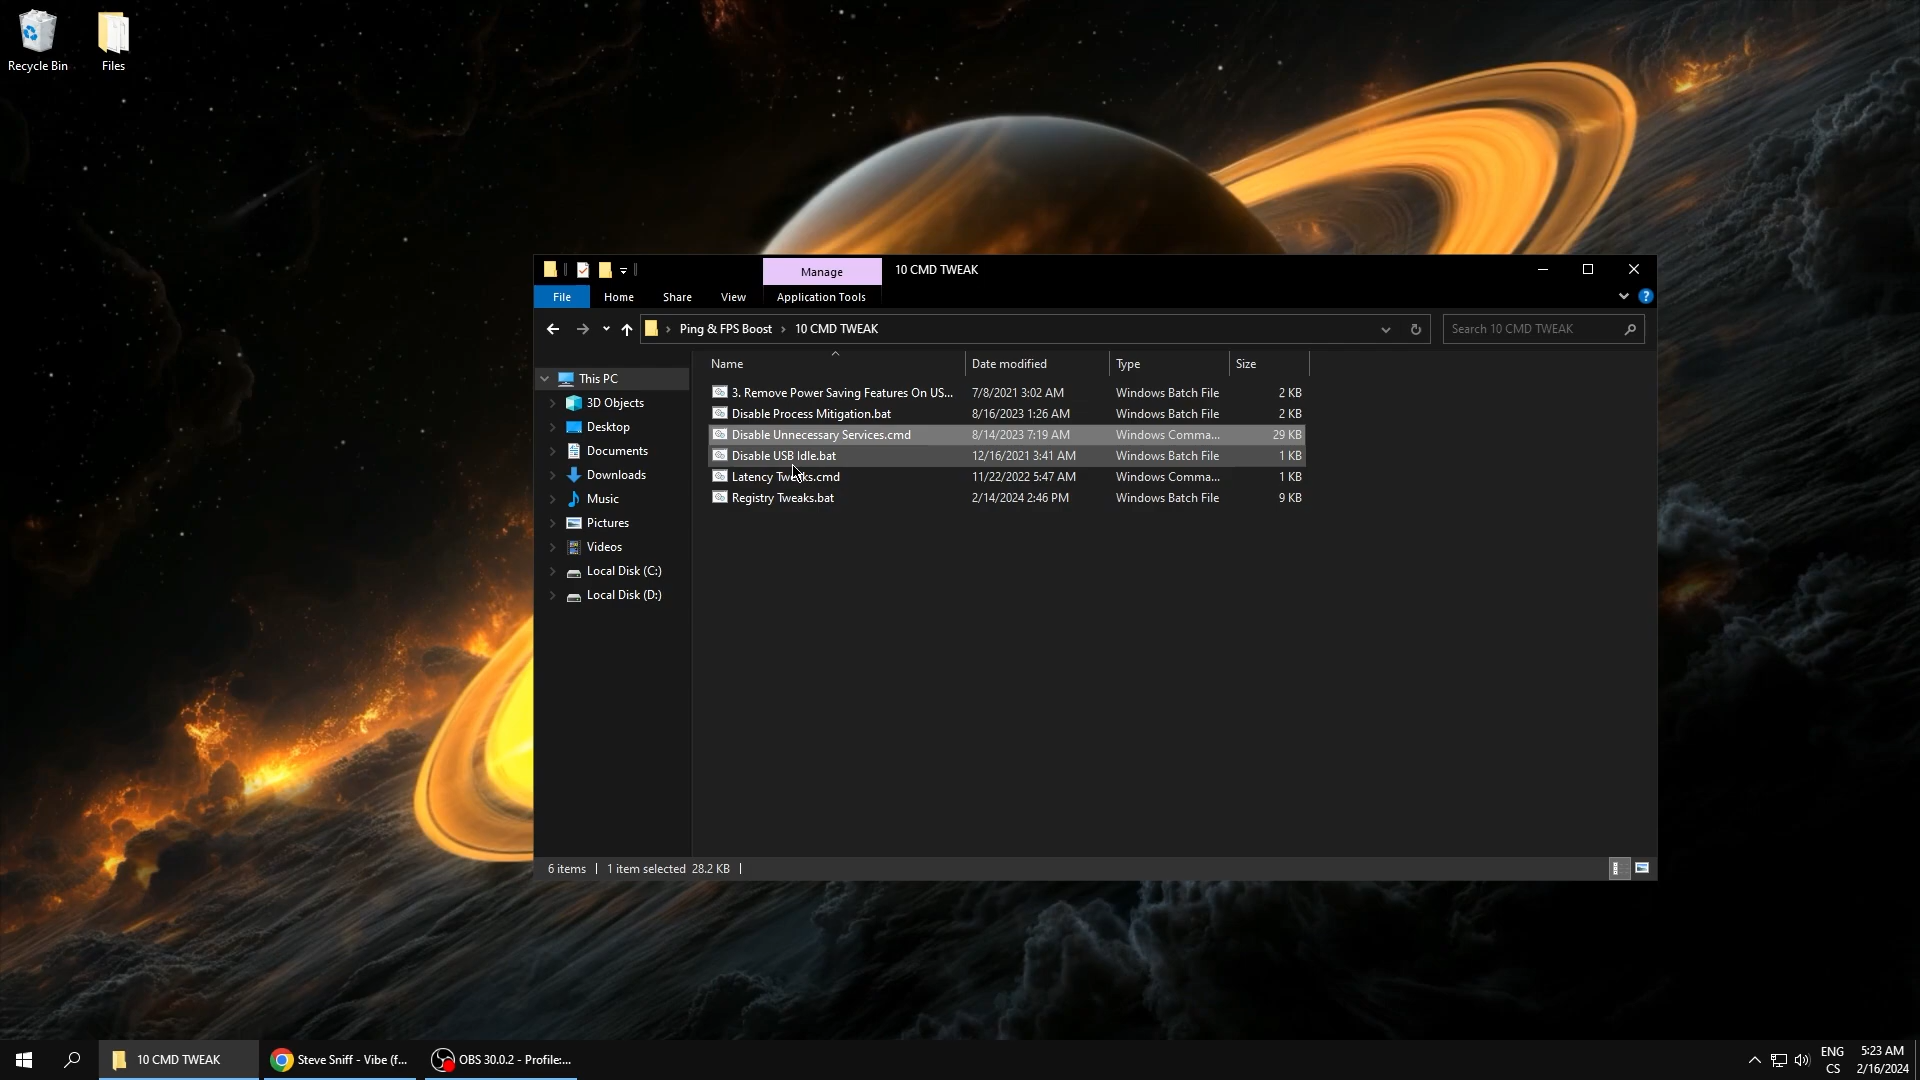 Recycle Bin
Files
Manage
10 CMD TWEAK
File
Home
Share
View
Application Tools
Ping & FPS Boost
10 CMD TWEAK
Search 10 CMD TWEAK
Name
Date modified
Type
Size
This PC
3D Objects
Desktop
Documents
Downloads
Music
Pictures
Videos
Local Disk (C:)
Local Disk (D:)
3. Remove Power Saving Features On US... 7/8/2021 3:02 AM Windows Batch File 2 KB
Disable Process Mitigation.bat 8/16/2023 1:26 AM Windows Batch File 2 KB
Disable Unnecessary Services.cmd 8/14/2023 7:19 AM Windows Comma... 29 KB
Disable USB Idle.bat 12/16/2021 3:41 AM Windows Batch File 1 KB
Latency Tweaks.cmd 11/22/2022 5:47 AM Windows Comma... 1 KB
Registry Tweaks.bat 2/14/2024 2:46 PM Windows Batch File 9 KB
6 items
1 item selected 28.2 KB
10 CMD TWEAK
Steve Sniff - Vibe (f...
OBS 30.0.2 - Profile:...
ENG
CS
5:23 AM
2/16/2024